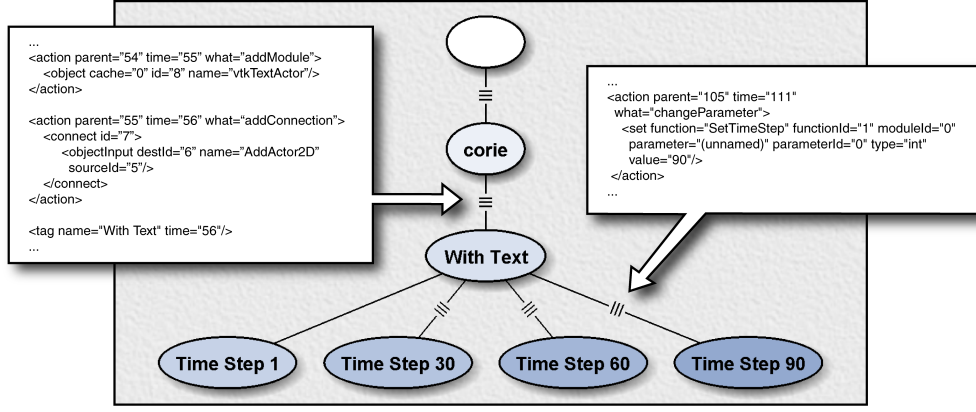 ...
<action parent=”54” time=”55” what=”addModule”>
<object cache=”0” id=”8” name=”vtkTextActor”/>
</action>
<action parent=”55” time=”56” what=“addConnection”>
<connect id=”7”>
<objectInput destId=”6” name=”AddActor2D”
sourceId=”5”/>
</connect>
</action>
<tag name="With Text" time="56"/>
...
...
<action parent="105" time="111"
what="changeParameter">
<set function="SetTimeStep" functionId="1" moduleId="0"
parameter="(unnamed)" parameterId="0" type="int"
value="90"/>
</action>
...
corie
With Text
Time Step 1
Time Step 30
Time Step 60
Time Step 90